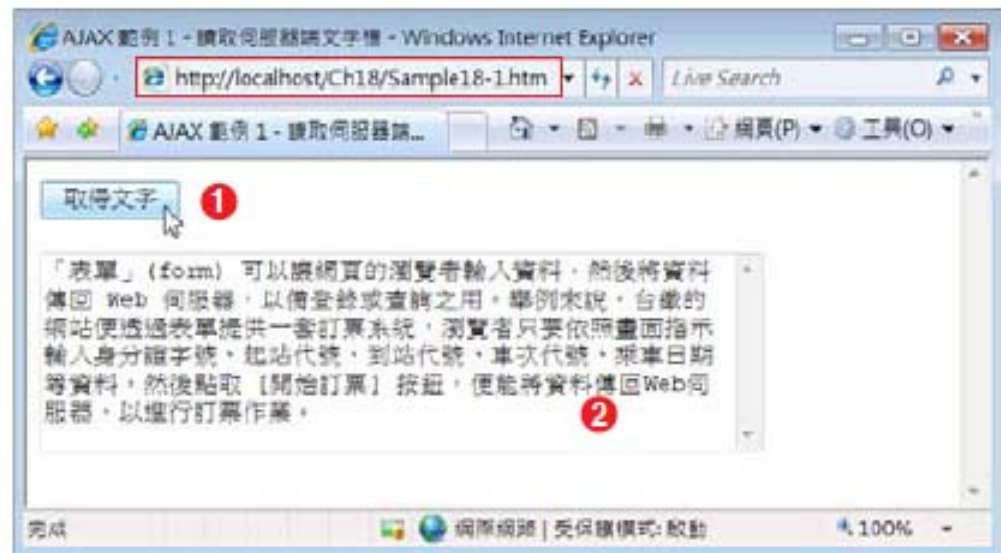 AJAX 範例 1 - 讀取伺服器端文字檔 - Windows Internet Explorer
http://localhost/Ch18/Sample18-1.htm
Live Search
AJAX 範例 1 - 讀取伺服器端...
網頁(P)
工具(O)
取得文字
1
「表單」(form) 可以讓網頁的瀏覽者輸入資料，然後將資料
傳回 Web 伺服器，以備登錄或查詢之用。舉例來說，台鐵的
網站便透過表單提供一套訂票系統，瀏覽者只要依照畫面指示
輸入身分證字號、起站代號、到站代號、車次代號、乘車日期
等資料，然後點取 [開始訂票] 按鈕，便能將資料傳回Web伺
服器，以進行訂票作業。
2
完成
網際網路 | 受保護模式: 啟動
100%